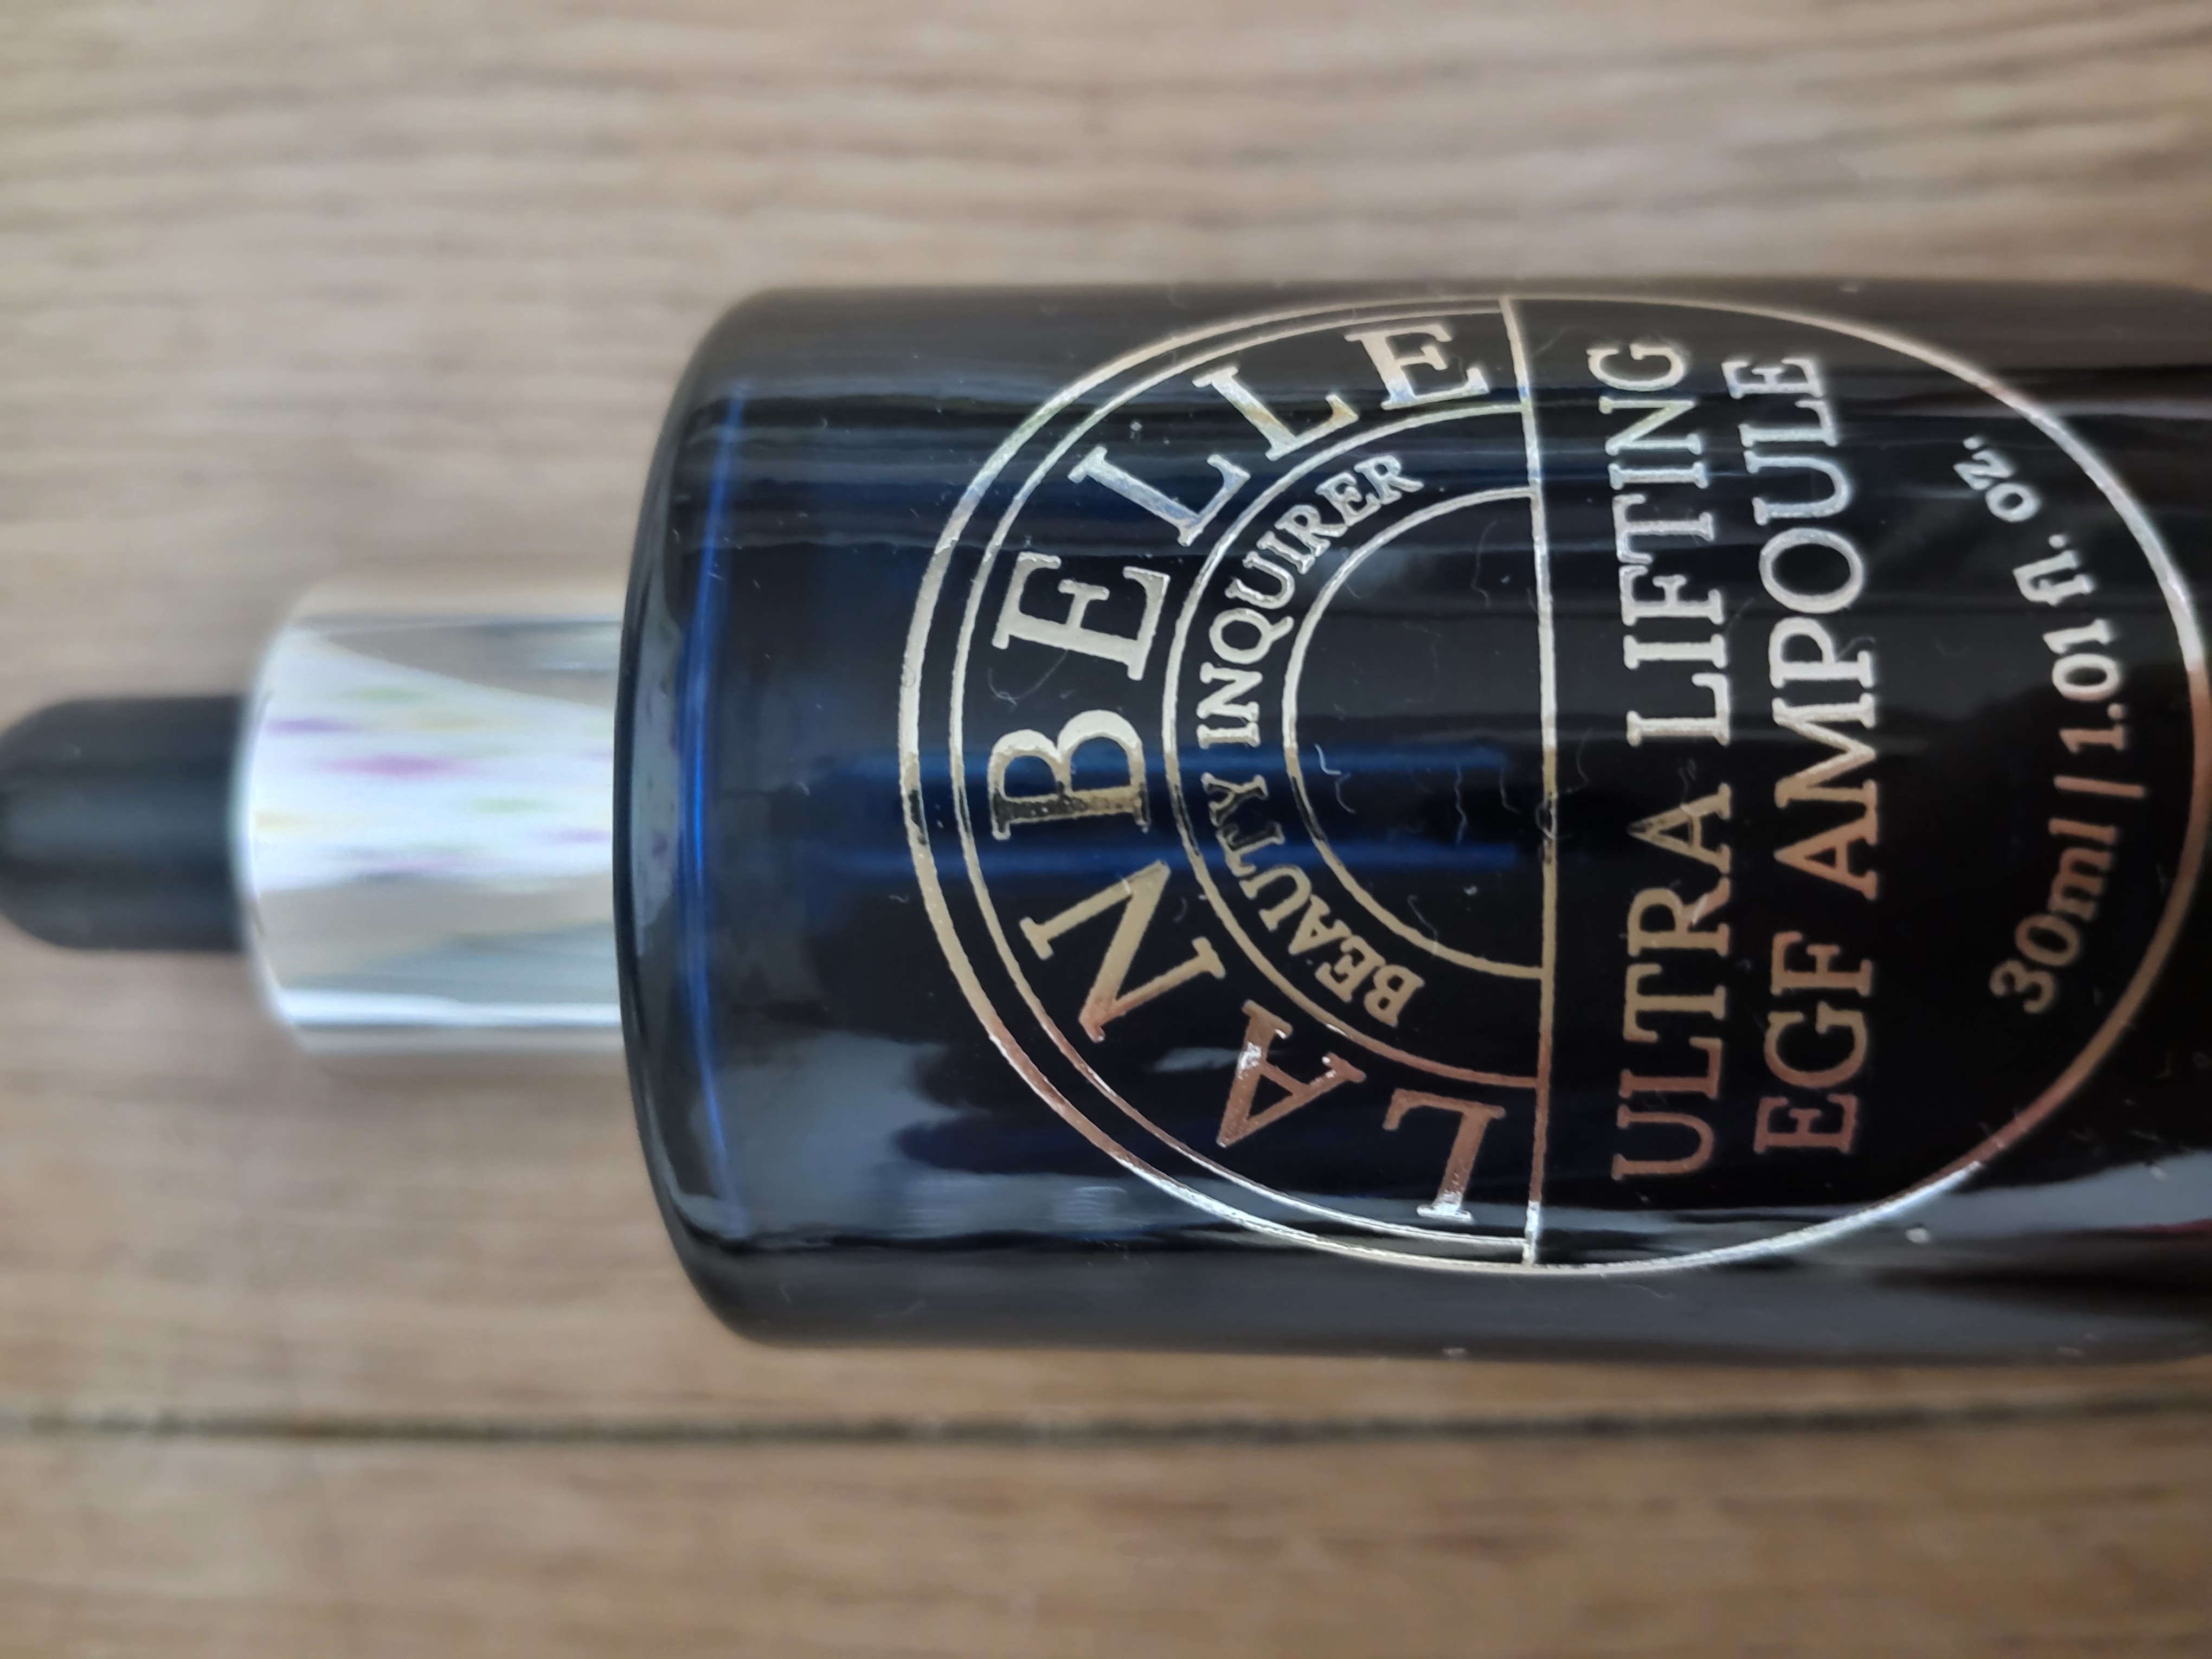 LANBELLE
BEAUTY INQUIRER
ULTRA LIFTING
EGF AMPOULE
30ml / 1.01 fl. oz.